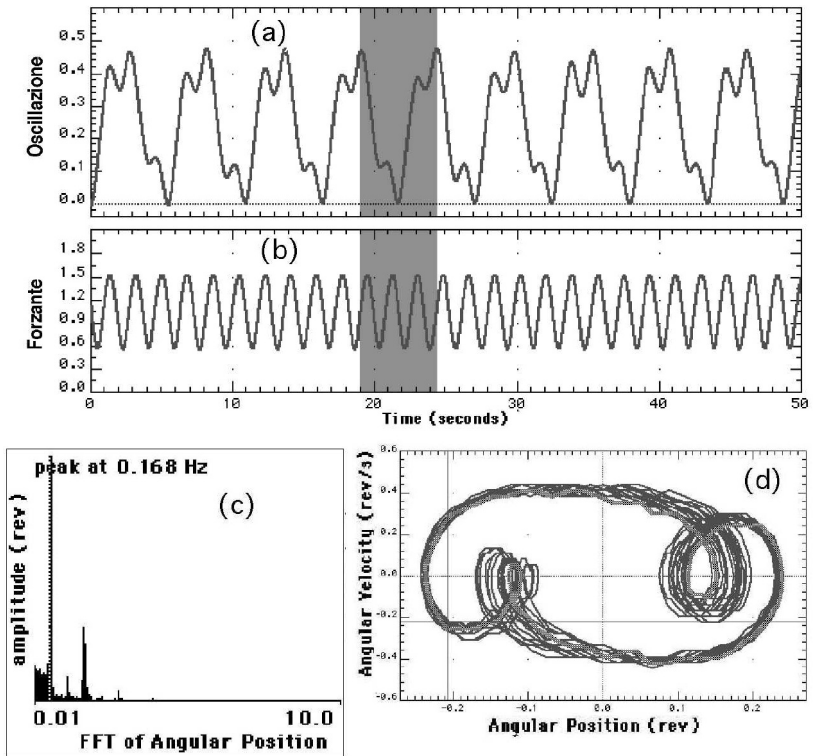 (a)
Oscillazione
0.5
0.4
0.3
0.2
0.1
0.0
(b)
Forzante
1.8
1.5
1.2
0.9
0.6
0.3
0.0
0 10 20 30 40 50
Time (seconds)
peak at 0.168 Hz
(c)
amplitude (rev)
0.01 10.0
FFT of Angular Position
(d)
Angular Velocity (rev/s)
0.6
0.4
0.2
0.0
-0.2
-0.4
-0.6
-0.2 -0.1 0.0 0.1 0.2
Angular Position (rev)